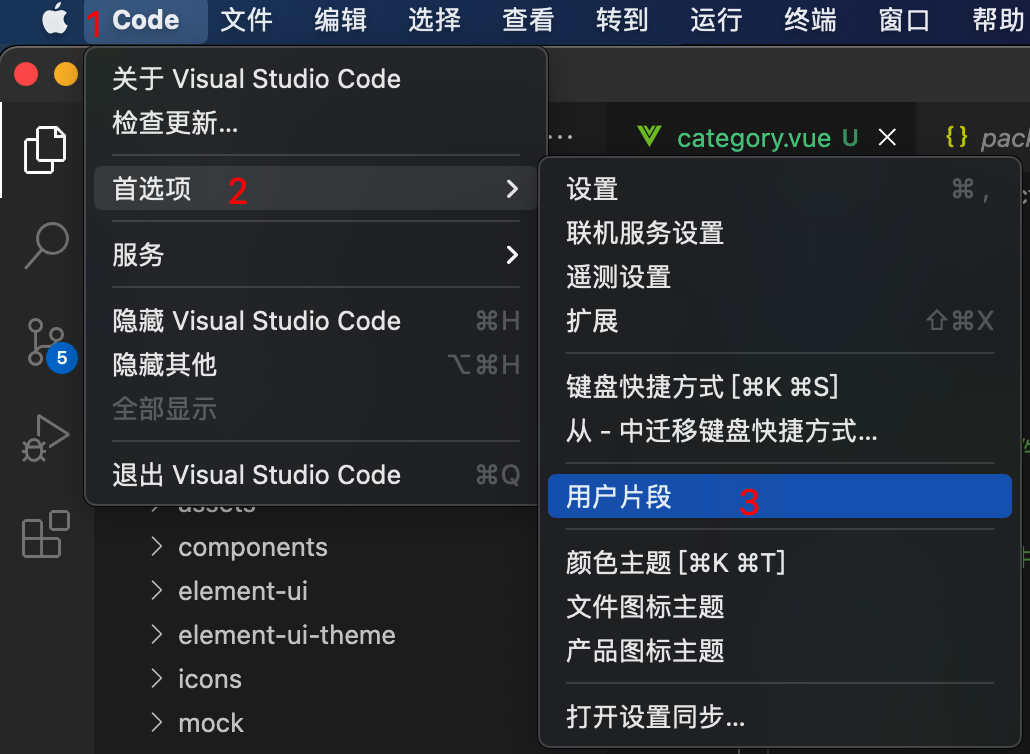 1 Code 文件 编辑 选择 查看 转到 运行 终端 窗口 帮助
关于 Visual Studio Code
检查更新...
首选项 2
服务
隐藏 Visual Studio Code ⌘H
隐藏其他 ⌥⌘H
全部显示
退出 Visual Studio Code ⌘Q
... category.vue U {}
设置 ⌘ ,
联机服务设置
遥测设置
扩展 ⇧⌘X
键盘快捷方式 [⌘K ⌘S]
从 - 中迁移键盘快捷方式...
用户片段 3
颜色主题 [⌘K ⌘T]
文件图标主题
产品图标主题
打开设置同步...
5
assets
components
element-ui
element-ui-theme
icons
mock